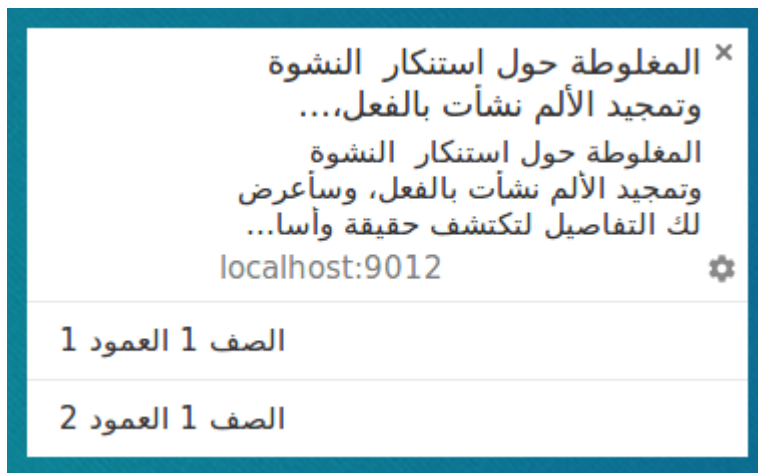 المغلوطة حول استنكار  النشوة
وتمجيد الألم نشأت بالفعل،...
المغلوطة حول استنكار  النشوة
وتمجيد الألم نشأت بالفعل، وسأعرض
لك التفاصيل لتكتشف حقيقة وأسا...
localhost:9012
الصف 1 العمود 1
الصف 1 العمود 2